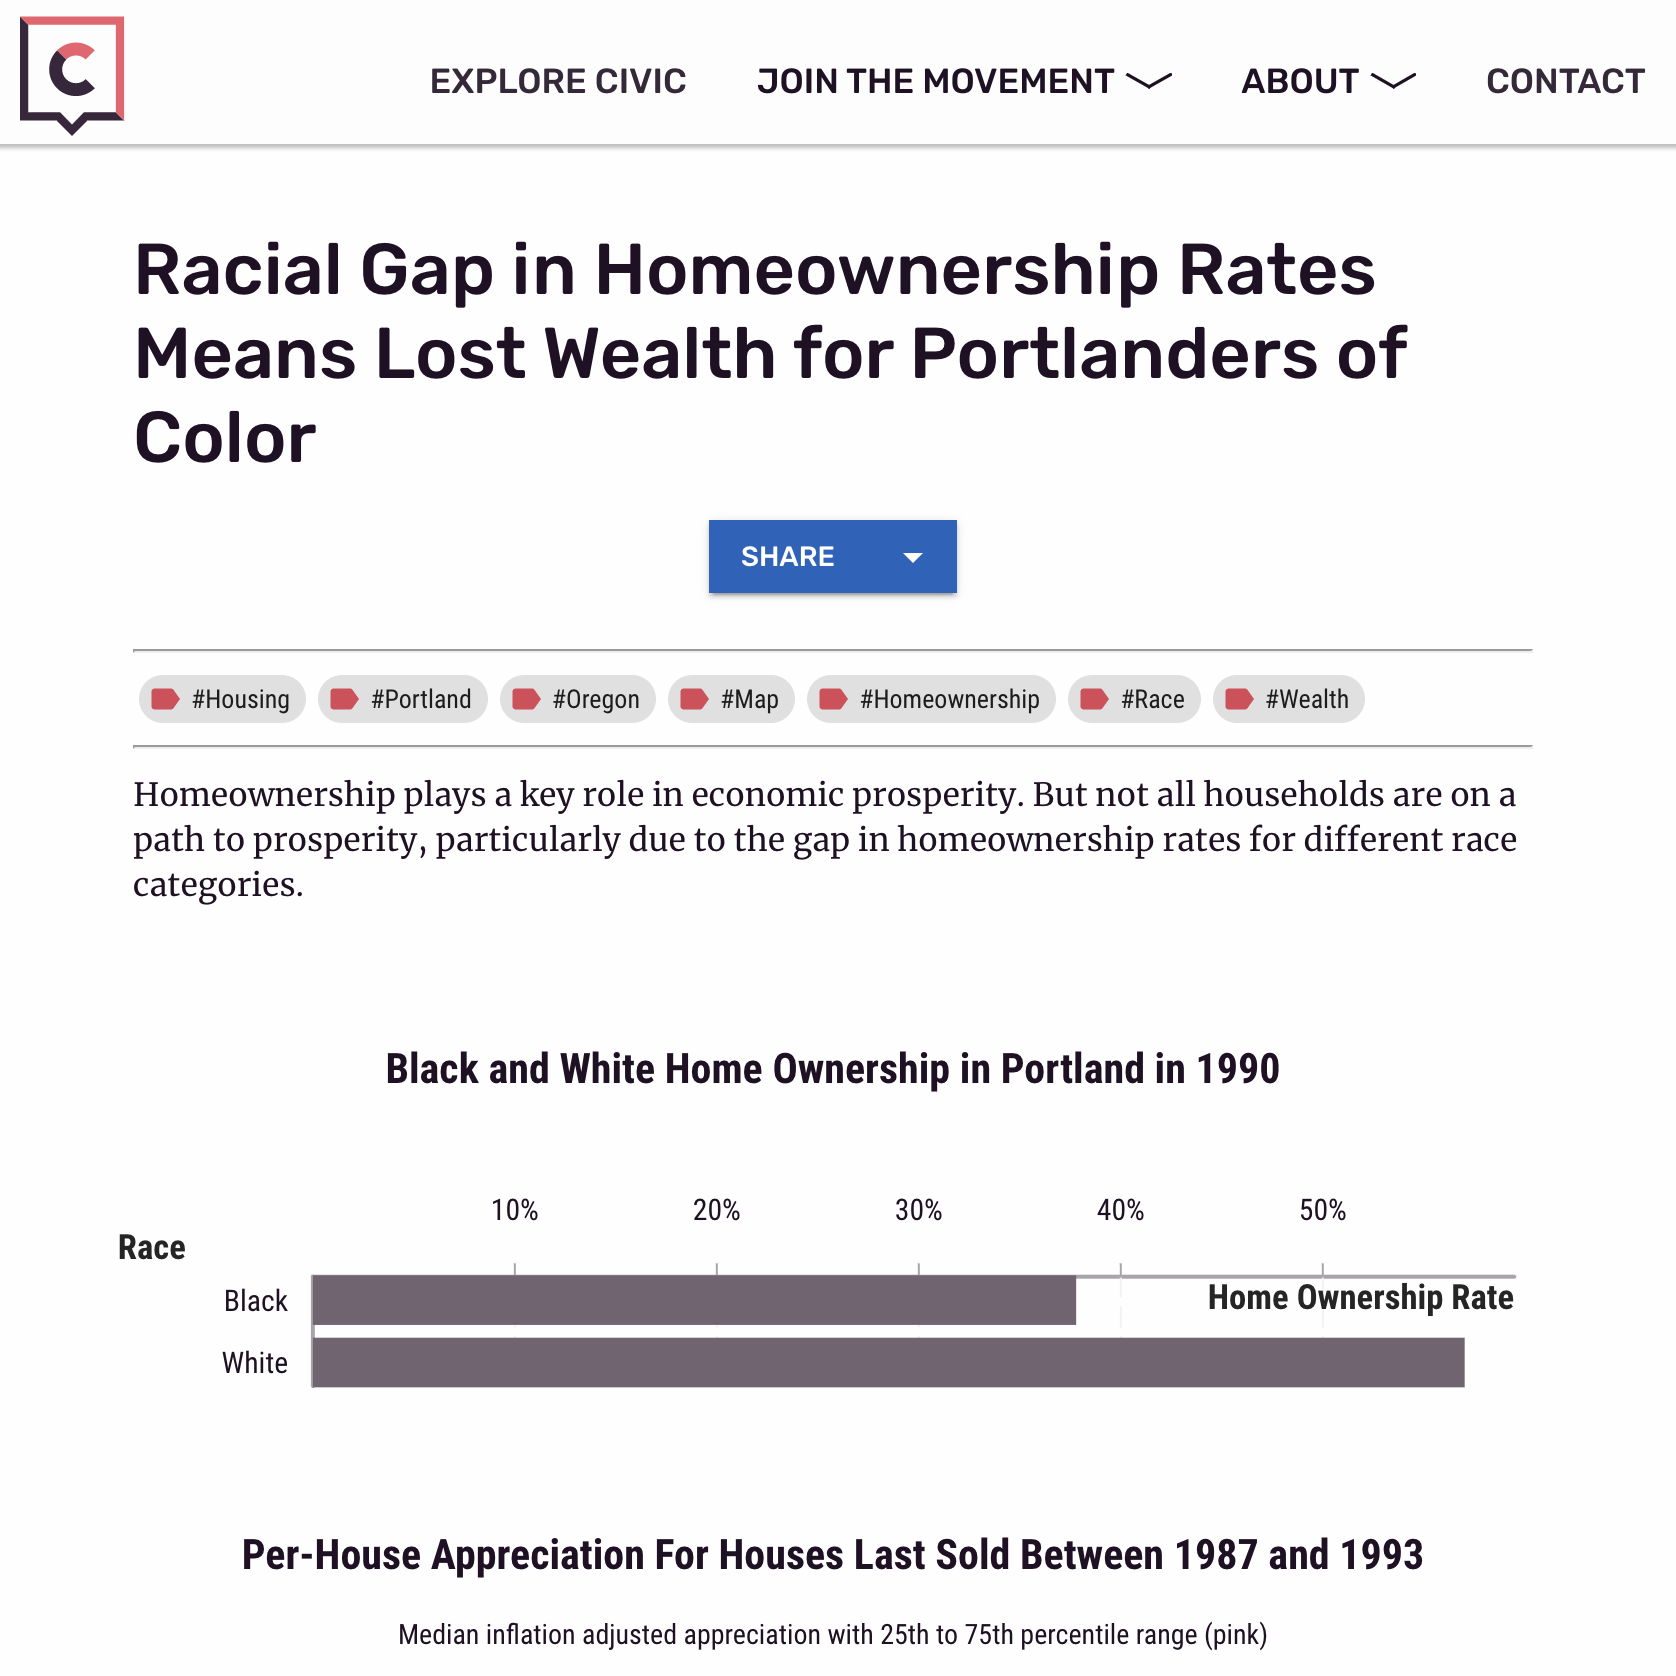 C
EXPLORE CIVIC JOIN THE MOVEMENT ABOUT CONTACT
Racial Gap in Homeownership Rates
Means Lost Wealth for Portlanders of
Color
SHARE
#Housing #Portland #Oregon #Map #Homeownership #Race #Wealth
Homeownership plays a key role in economic prosperity. But not all households are on a
path to prosperity, particularly due to the gap in homeownership rates for different race
categories.
Black and White Home Ownership in Portland in 1990
10% 20% 30% 40% 50%
Race
Black
Home Ownership Rate
White
Per-House Appreciation For Houses Last Sold Between 1987 and 1993
Median inflation adjusted appreciation with 25th to 75th percentile range (pink)